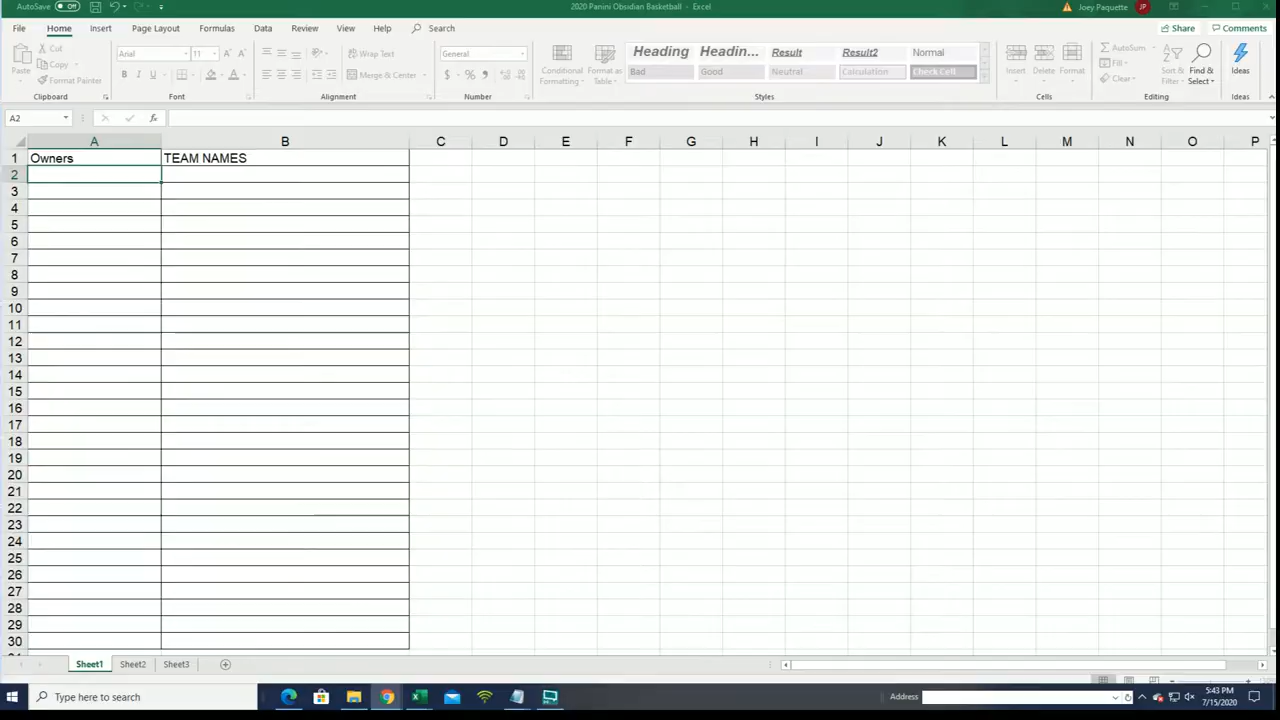 AutoSave Off 2020 Panini Obsidian Basketball - Excel Joey Paquette JP
File Home Insert Page Layout Formulas Data Review View Help Search Share Comments
Paste Cut Copy Format Painter Clipboard
Arial 11 B Font
Wrap Text Merge & Center Alignment
General $ % Number
Conditional Formatting Format as Table
Heading Headin... Result Result2 Normal
Bad Good Neutral Calculation Check Cell
Styles
Insert Delete Format Cells
AutoSum Fill Clear Sort & Filter Find & Select Editing
Ideas Ideas
A2 fx
A B C D E F G H I J K L M N O P
1 Owners TEAM NAMES
2
3
4
5
6
7
8
9
10
11
12
13
14
15
16
17
18
19
20
21
22
23
24
25
26
27
28
29
30
Sheet1 Sheet2 Sheet3
Type here to search Address 5:43 PM
7/15/2020